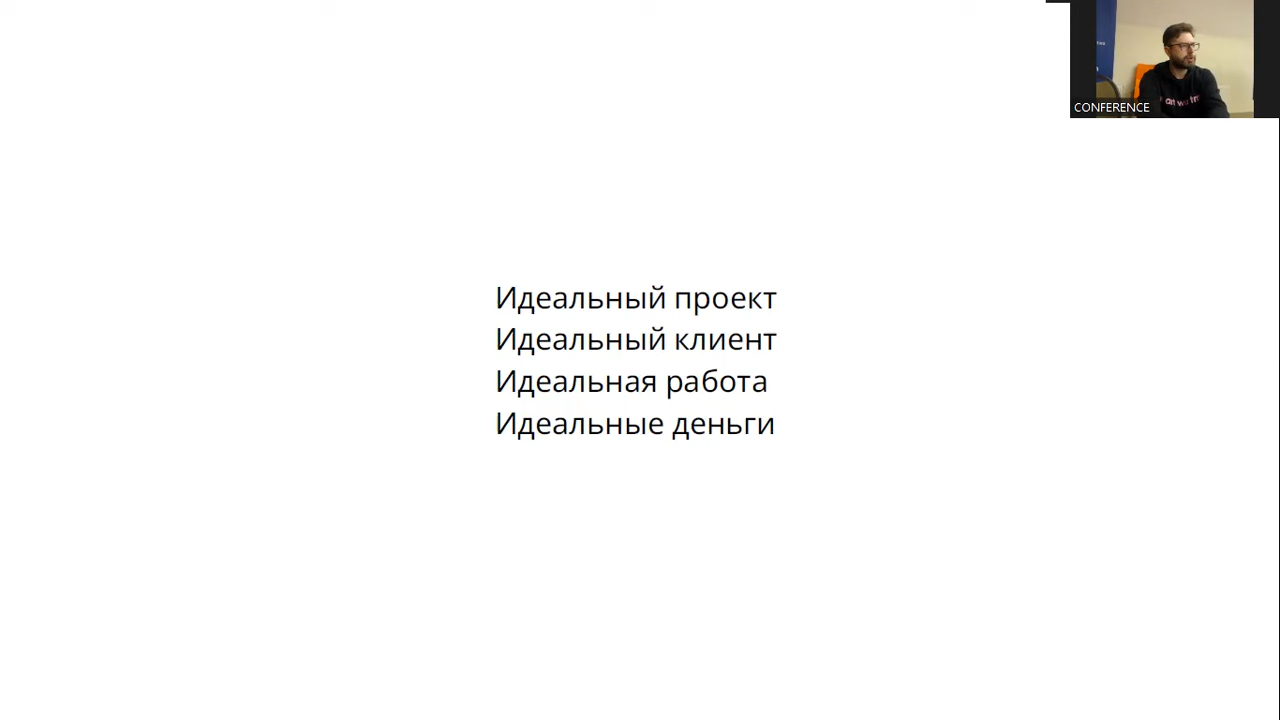 CONFERENCE
Идеальный проект
Идеальный клиент
Идеальная работа
Идеальные деньги